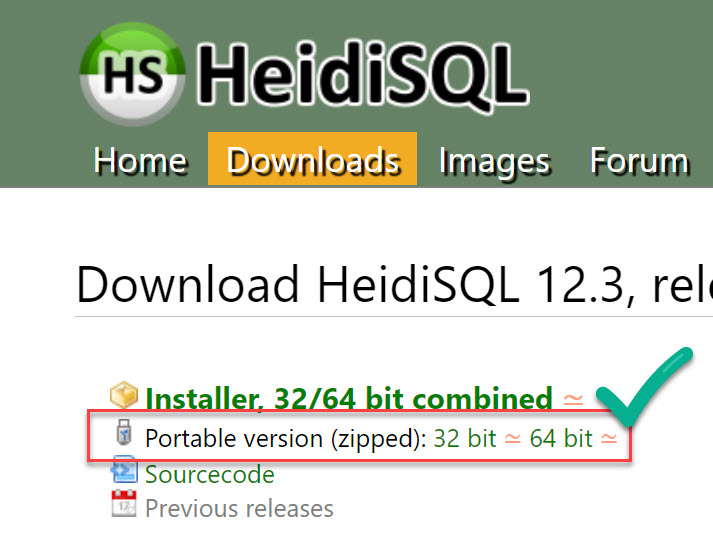 HS HeidiSQL
Home Downloads Images Forum
Download HeidiSQL 12.3, rel
Installer, 32/64 bit combined ≃
Portable version (zipped): 32 bit ≃ 64 bit ≃
Sourcecode
Previous releases